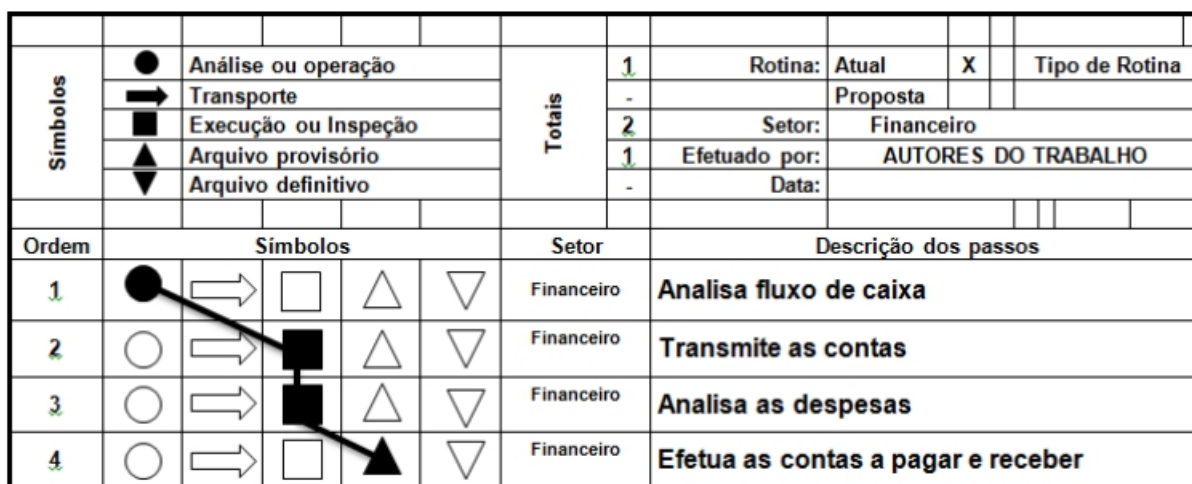 Símbolos
Análise ou operação
Transporte
Execução ou Inspeção
Arquivo provisório
Arquivo definitivo
Totais
1
-
2
1
-
Rotina: Atual X Tipo de Rotina
Proposta
Setor: Financeiro
Efetuado por: AUTORES DO TRABALHO
Data:
Ordem Símbolos Setor Descrição dos passos
1 Financeiro Analisa fluxo de caixa
2 Financeiro Transmite as contas
3 Financeiro Analisa as despesas
4 Financeiro Efetua as contas a pagar e receber